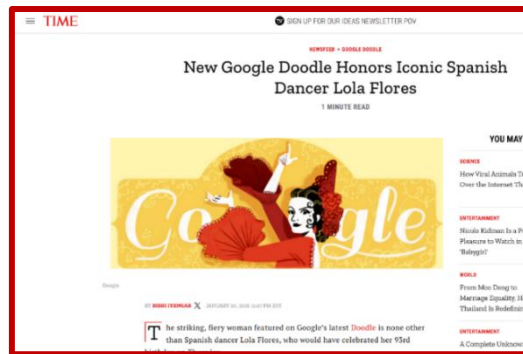 TIME
SIGN UP FOR OUR IDEAS NEWSLETTER POV
NEWSFEED • GOOGLE DOODLE
New Google Doodle Honors Iconic Spanish
Dancer Lola Flores
1 MINUTE READ
YOU MAY
Google
SCIENCE
How Viral Animals
Over the Internet
ENTERTAINMENT
Nicole Kidman Is a
Pleasure to Watch in
'Babygirl'
WORLD
From Moo Deng to
Marriage Equality,
Thailand Is
ENTERTAINMENT
A Complete
Google
BY
The striking, fiery woman featured on Google's latest Doodle is none other
than Spanish dancer Lola Flores, who would have celebrated her 93rd